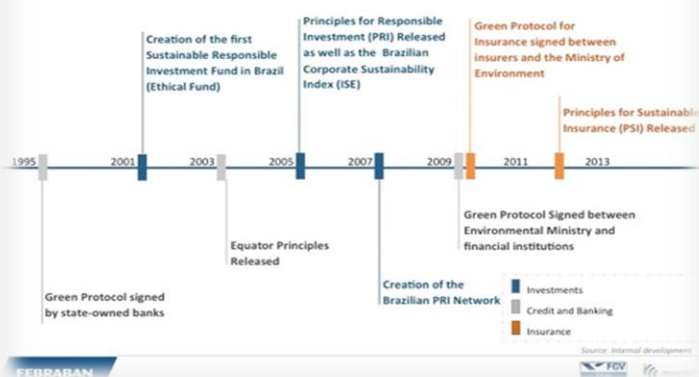 Creation of the first
Sustainable Responsible
Investment Fund in Brazil
(Ethical Fund)
Principles for Responsible
Investment (PRI) Released
as well as the Brazilian
Corporate Sustainability
Index (ISE)
Green Protocol for
Insurance signed between
insurers and the Ministry of
Environment
Principles for Sustainable
Insurance (PSI) Released
1995 2001 2003 2005 2007 2009 2011 2013
Green Protocol signed
by state-owned banks
Equator Principles
Released
Creation of the
Brazilian PRI Network
Green Protocol Signed between
Environmental Ministry and
financial institutions
Investments
Credit and Banking
Insurance
Source: Internal development
FEBRABAN
FGV